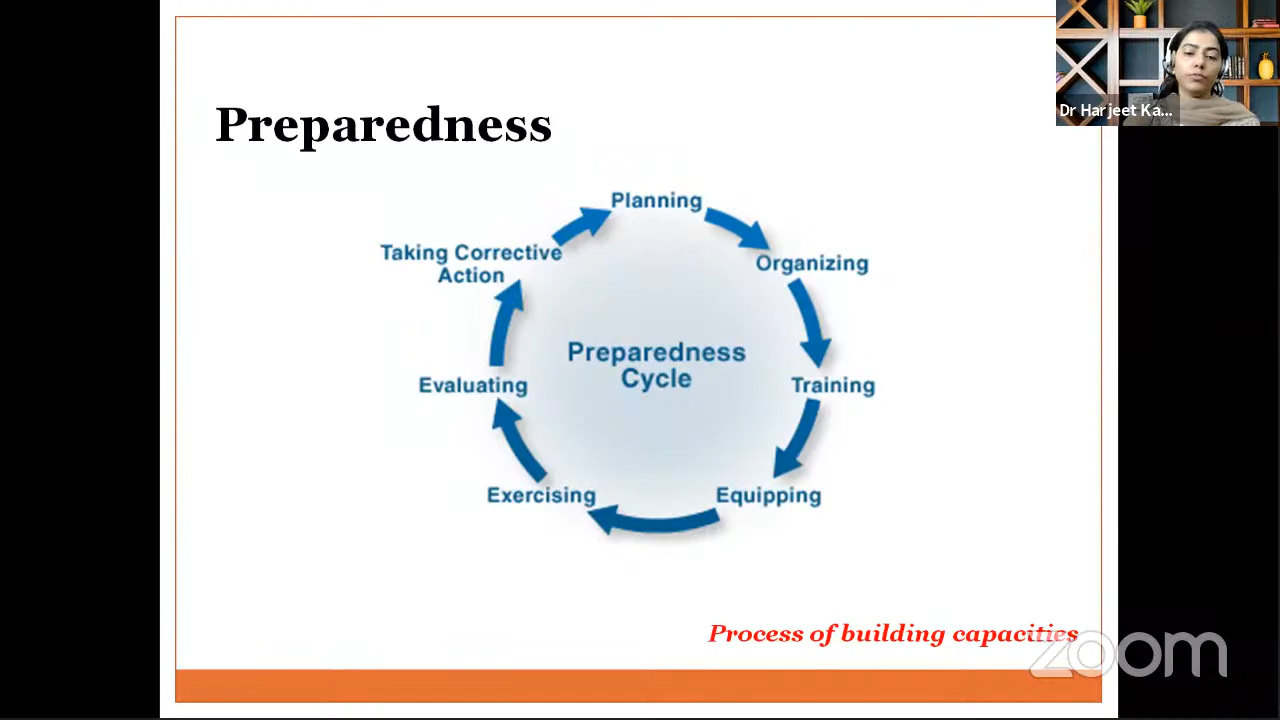 Dr Harjeet Ka...
Preparedness
Planning
Organizing
Training
Equipping
Exercising
Evaluating
Taking Corrective
Action
Preparedness
Cycle
Process of building capacities
zoom